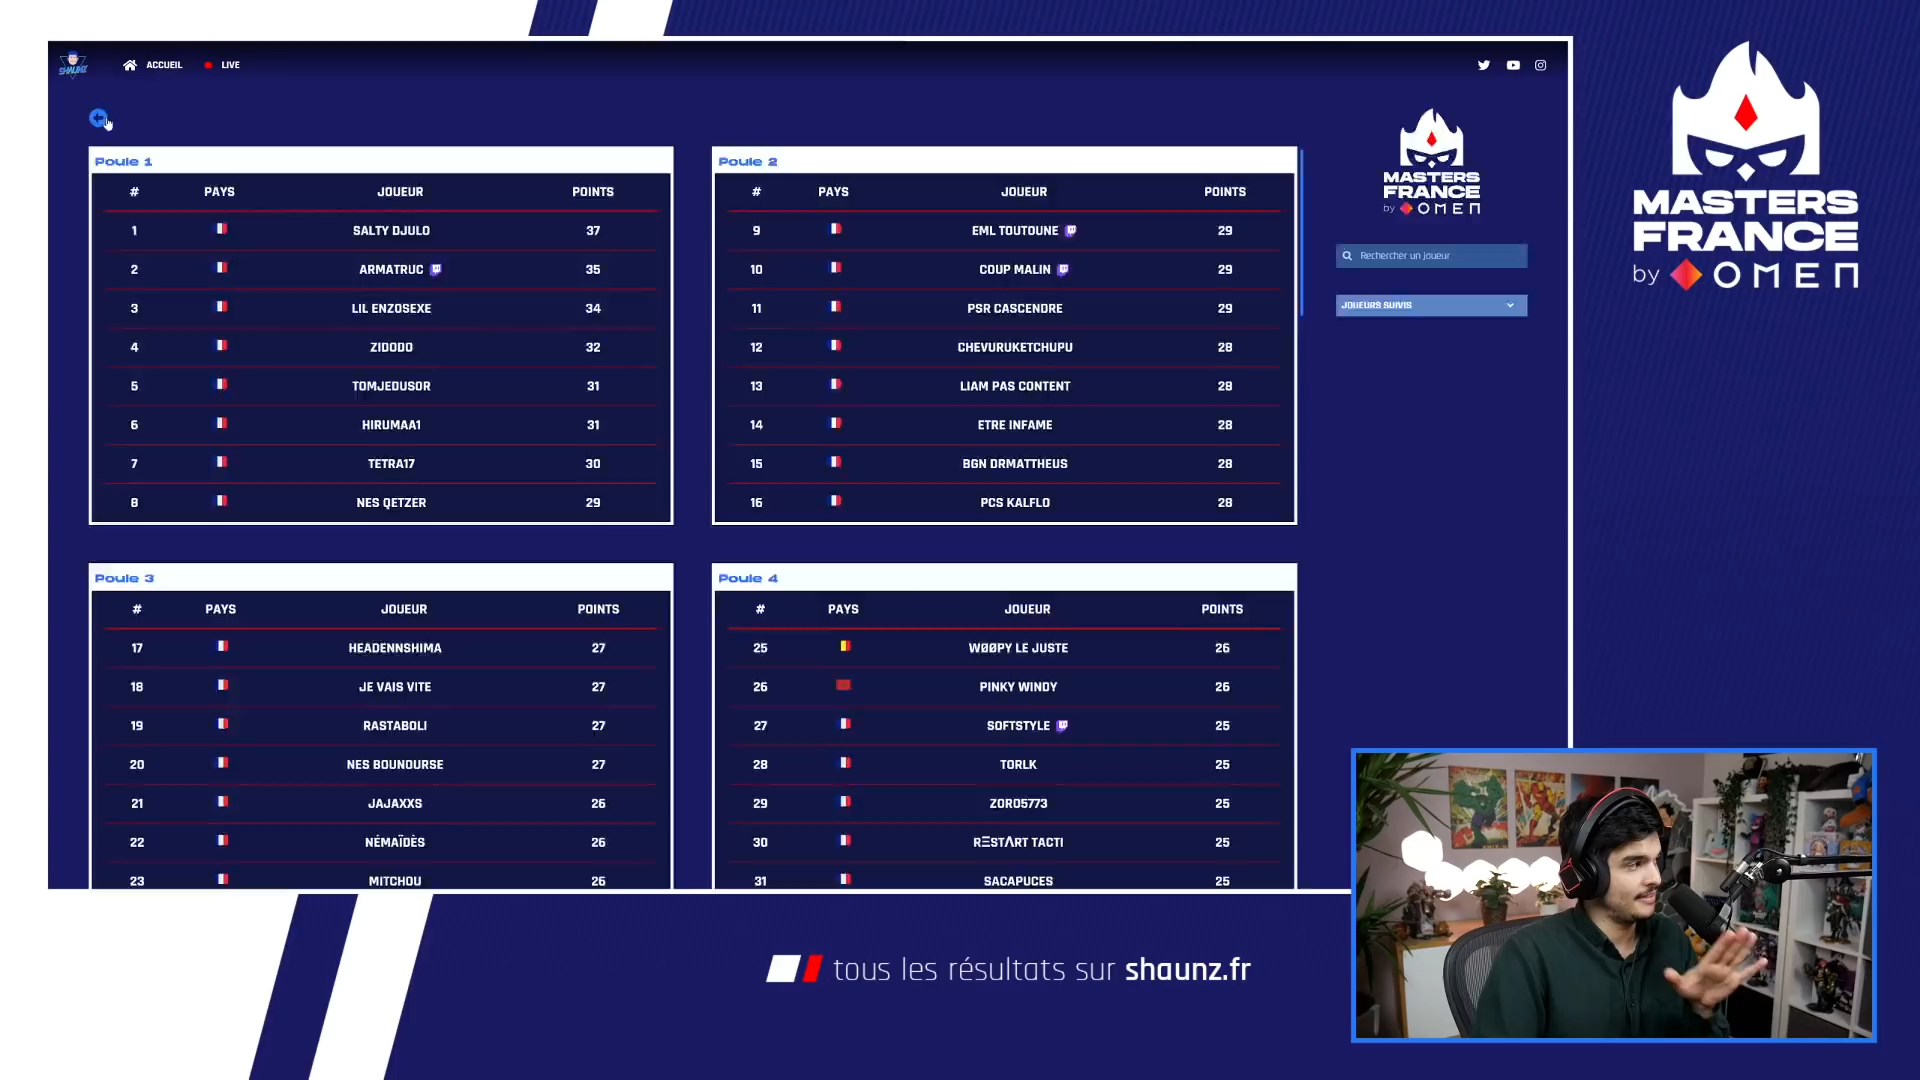 SHAUNZ
ACCUEIL
LIVE
Poule 1
# PAYS JOUEUR POINTS
1 SALTY DJULO 37
2 ARMATRUC 35
3 LIL ENZOSEXE 34
4 ZIDODO 32
5 TOMJEDUSOR 31
6 HIRUMAA1 31
7 TETRA17 30
8 NES QETZER 29
Poule 2
# PAYS JOUEUR POINTS
9 EML TOUTOUNE 29
10 COUP MALIN 29
11 PSR CASCENDRE 29
12 CHEVURUKETCHUPU 28
13 LIAM PAS CONTENT 28
14 ETRE INFAME 28
15 BGN DRMATTHEUS 28
16 PCS KALFLO 28
Poule 3
# PAYS JOUEUR POINTS
17 HEADENNSHIMA 27
18 JE VAIS VITE 27
19 RASTABOLI 27
20 NES BOUNOURSE 27
21 JAJAXXS 26
22 NÉMAÏDÈS 26
23 MITCHOU 26
Poule 4
# PAYS JOUEUR POINTS
25 WØØPY LE JUSTE 26
26 PINKY WINDY 26
27 SOFTSTYLE 25
28 TORLK 25
29 ZORO5773 25
30 RΞSTΛRT TACTI 25
31 SACAPUCES 25
MASTERS
FRANCE
by OMEN
Rechercher un joueur
JOUEURS SUIVIS
MASTERS
FRANCE
by OMEN
tous les résultats sur shaunz.fr